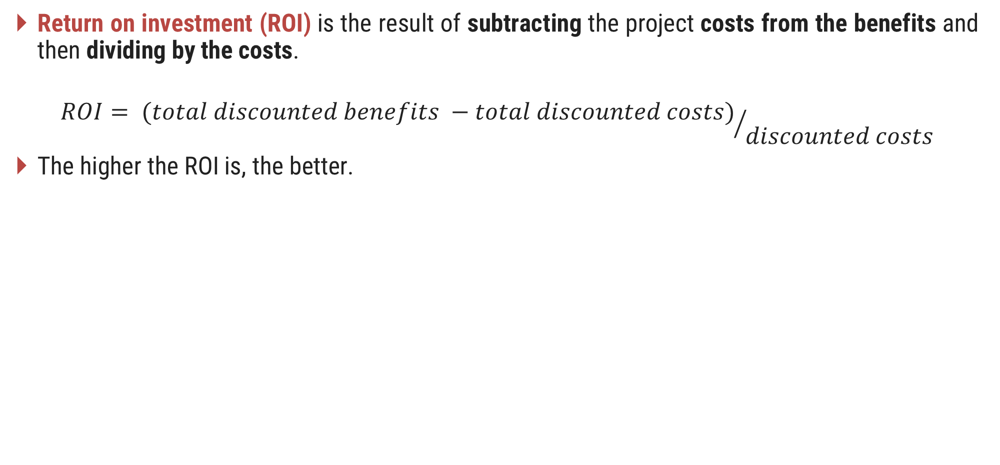 Return on investment (ROI) is the result of subtracting the project costs from the benefits and
then dividing by the costs.
ROI = (total discounted benefits − total discounted costs)/discounted costs
The higher the ROI is, the better.